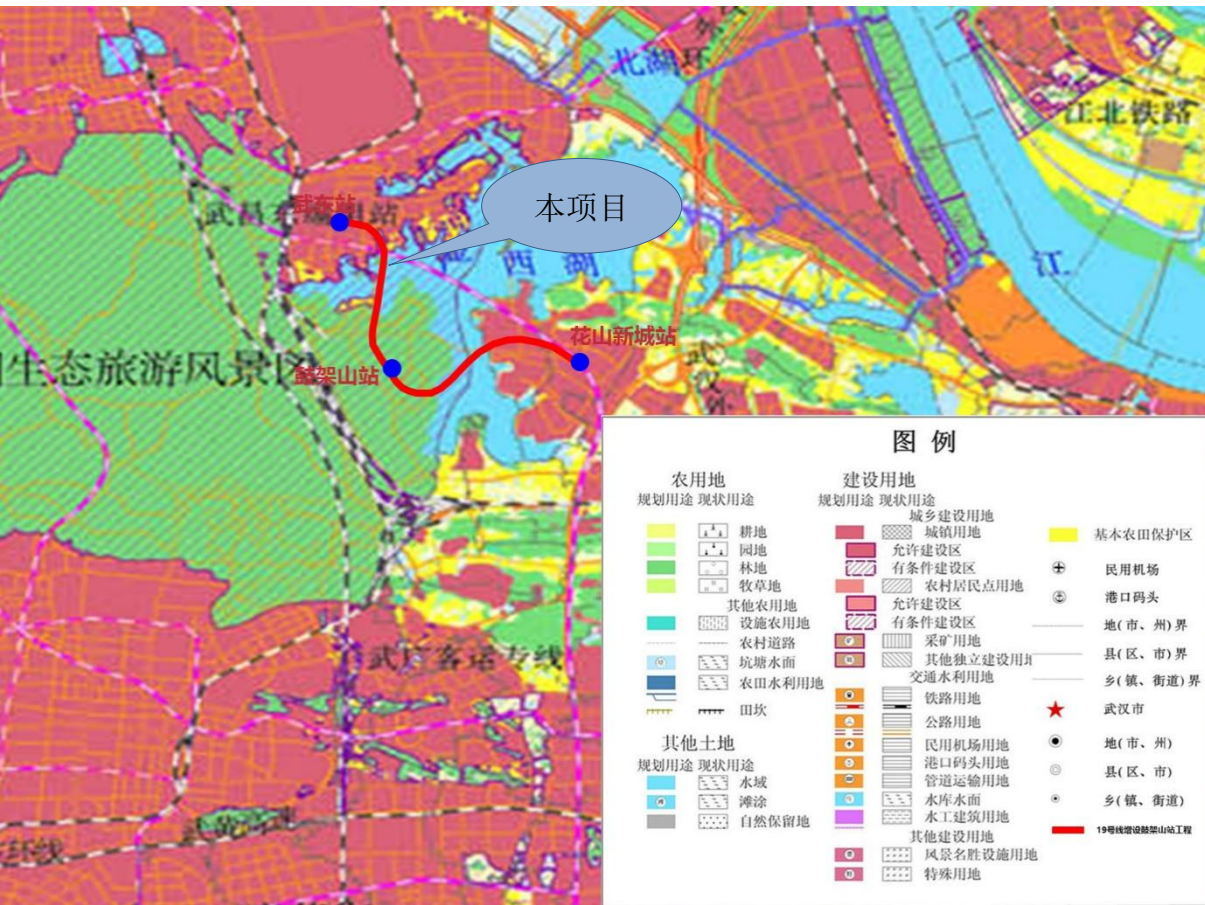 北湖环
外环
江北铁路
武东站
本项目
西湖
江
花山新城站
武汉外
生态旅游风景区
鼓架山站
武广客运专线
图 例
农用地
规划用途 现状用途
耕地
园地
林地
牧草地
其他农用地
设施农用地
农村道路
坑塘水面
农田水利用地
田坎
其他土地
规划用途 现状用途
水域
滩涂
自然保留地
建设用地
规划用途 现状用途
城乡建设用地
城镇用地
允许建设区
有条件建设区
农村居民点用地
允许建设区
有条件建设区
采矿用地
其他独立建设用地
交通水利用地
铁路用地
公路用地
民用机场用地
港口码头用地
管道运输用地
水库水面
水工建筑用地
其他建设用地
风景名胜设施用地
特殊用地
基本农田保护区
民用机场
港口码头
地(市、州)界
县(区、市)界
乡(镇、街道)界
武汉市
地(市、州)
县(区、市)
乡(镇、街道)
19号线增设鼓架山站工程